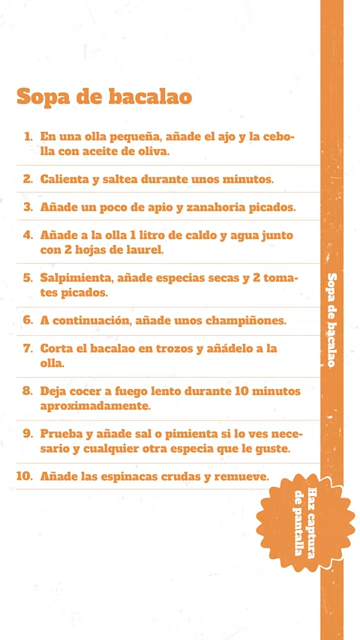 Sopa de bacalao
1. En una olla pequeña, añade el ajo y la cebo-
lla con aceite de oliva.
2. Calienta y saltea durante unos minutos.
3. Añade un poco de apio y zanahoria picados.
4. Añade a la olla 1 litro de caldo y agua junto
con 2 hojas de laurel.
5. Salpimienta, añade especias secas y 2 toma-
tes picados.
6. A continuación, añade unos champiñones.
7. Corta el bacalao en trozos y añádelo a la
olla.
8. Deja cocer a fuego lento durante 10 minutos
aproximadamente.
9. Prueba y añade sal o pimienta si lo ves nece-
sario y cualquier otra especia que le guste.
10. Añade las espinacas crudas y remueve.
Sopa de bacalao
Haz captura
de pantalla